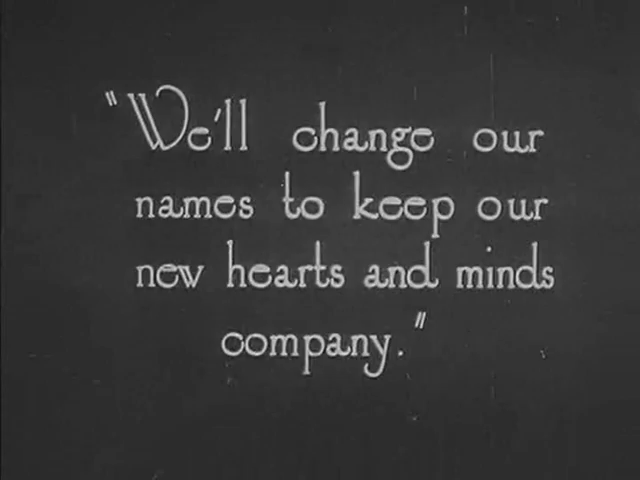 "We'll change our
names to keep our
new hearts and minds
company."